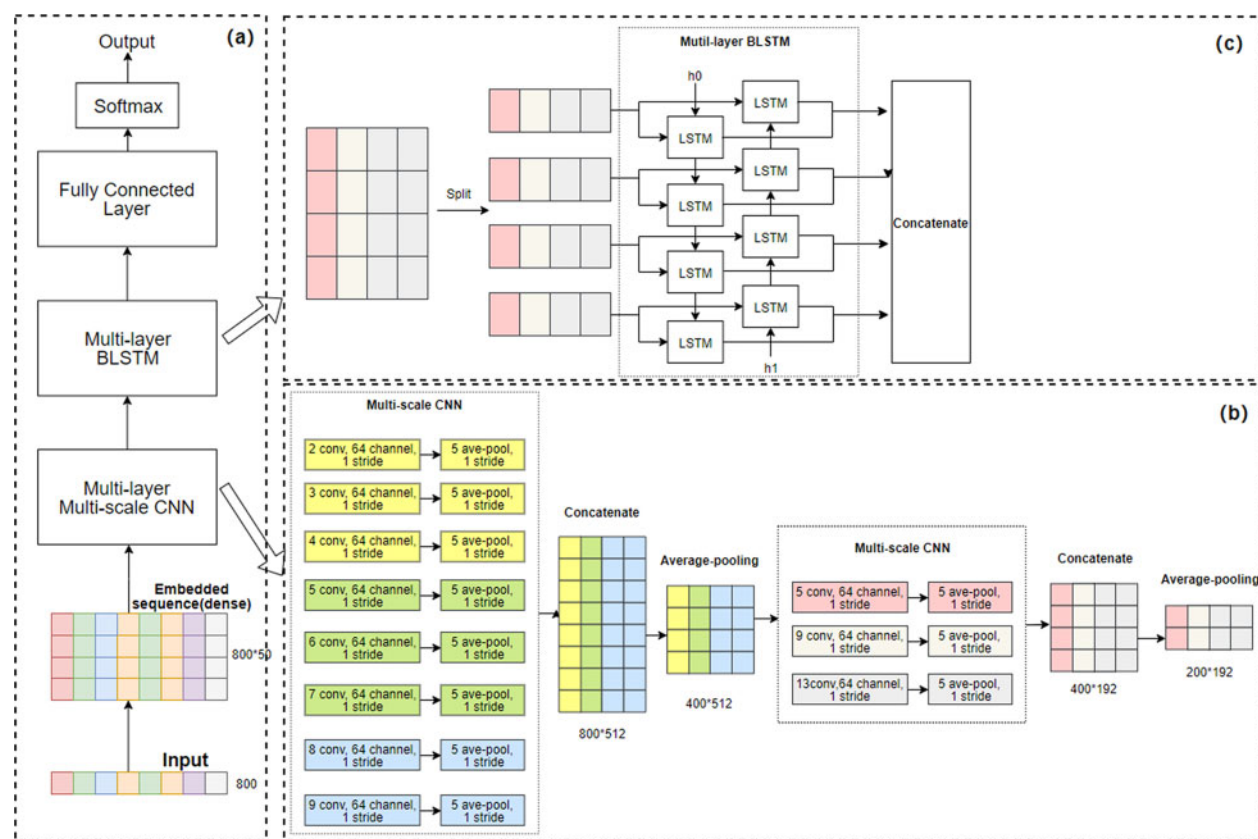 (a)
Output
Softmax
Fully Connected
Layer
Multi-layer
BLSTM
Multi-layer
Multi-scale CNN
Embedded
sequence(dense)
800*50
Input
800
(c)
Mutil-layer BLSTM
h0
LSTM
LSTM
LSTM
LSTM
LSTM
LSTM
LSTM
LSTM
h1
Split
Concatenate
(b)
Multi-scale CNN
2 conv, 64 channel,
1 stride
5 ave-pool,
1 stride
3 conv, 64 channel,
1 stride
5 ave-pool,
1 stride
4 conv, 64 channel,
1 stride
5 ave-pool,
1 stride
5 conv, 64 channel,
1 stride
5 ave-pool,
1 stride
6 conv, 64 channel,
1 stride
5 ave-pool,
1 stride
7 conv, 64 channel,
1 stride
5 ave-pool,
1 stride
8 conv, 64 channel,
1 stride
5 ave-pool,
1 stride
9 conv, 64 channel,
1 stride
5 ave-pool,
1 stride
Concatenate
800*512
Average-pooling
400*512
Multi-scale CNN
5 conv, 64 channel,
1 stride
5 ave-pool,
1 stride
9 conv, 64 channel,
1 stride
5 ave-pool,
1 stride
13conv,64 channel,
1 stride
5 ave-pool,
1 stride
Concatenate
400*192
Average-pooling
200*192